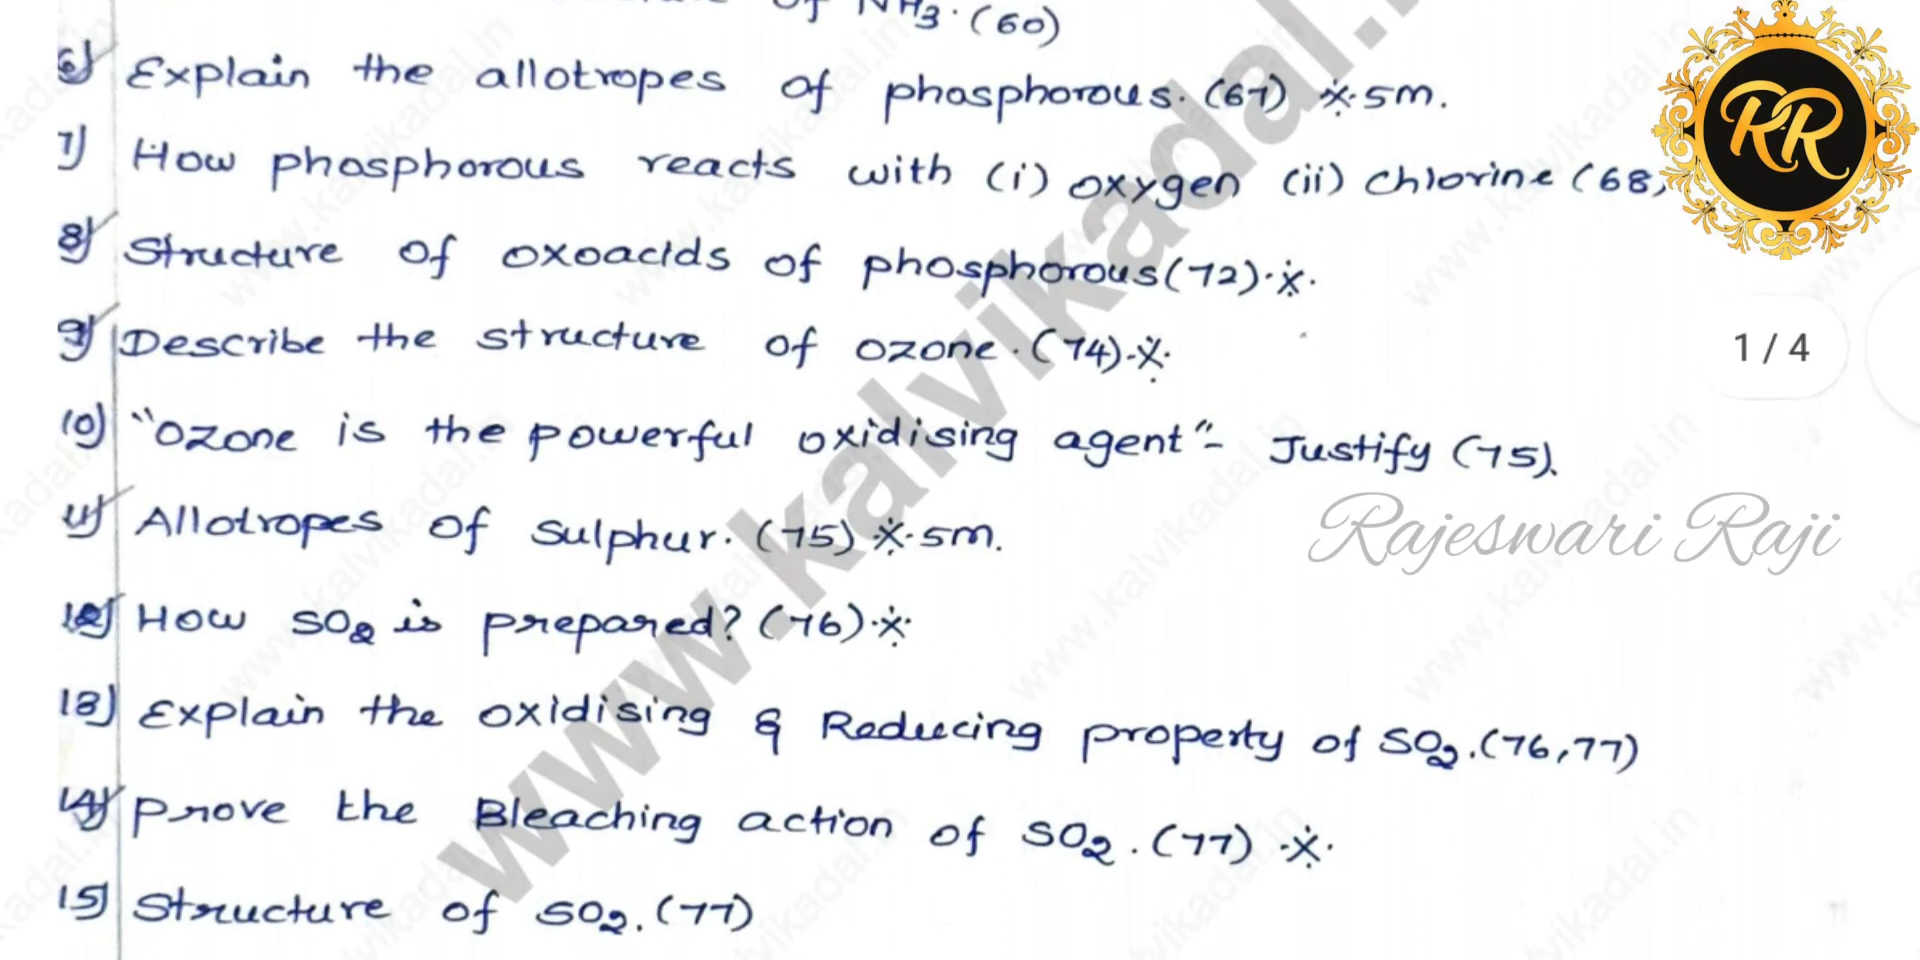 of NH3. (60)
6) Explain the allotropes of phosphorous. (67) ※ 5m.
7) How phosphorous reacts with (i) oxygen (ii) chlorine (68,
8) Structure of oxoacids of phosphorous (72) ※.
9) Describe the structure of ozone. (74) ※
10) "Ozone is the powerful oxidising agent" - Justify (75).
11) Allotropes of Sulphur. (75) ※ 5m.
12) How SO2 is prepared? (76) ※
13) Explain the oxidising & Reducing property of SO2. (76,77)
14) Prove the Bleaching action of SO2. (77) ※.
15) Structure of SO2. (77)
RR
1 / 4
Rajeswari Raji
www.kalvikadal.in